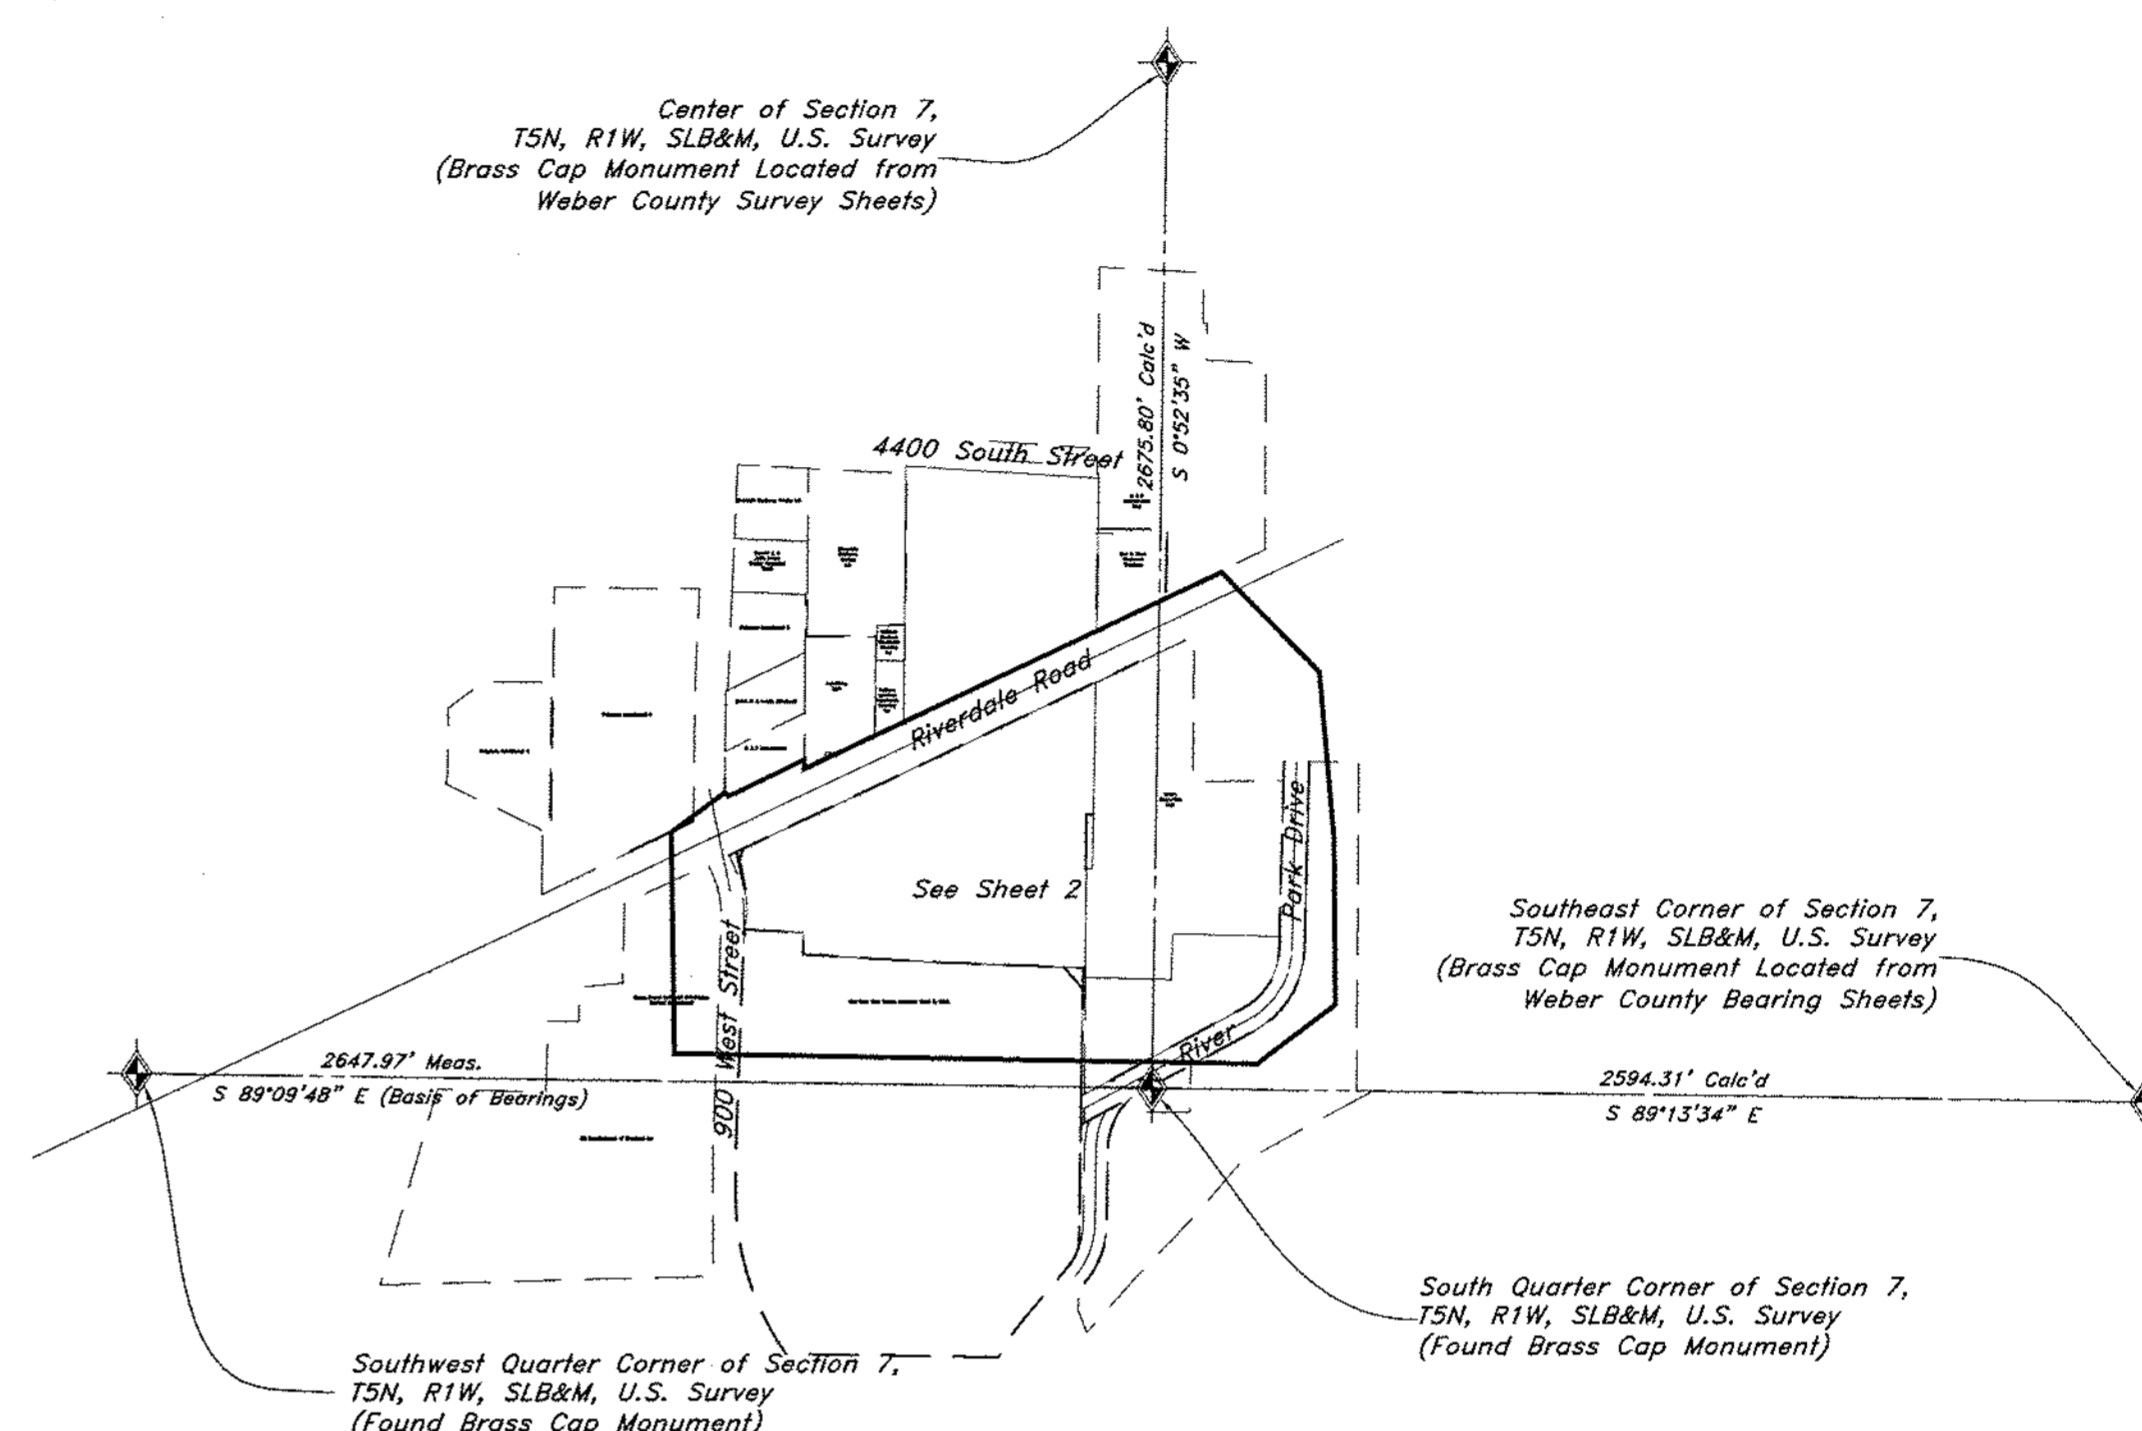 Center of Section 7,
T5N, R1W, SLB&M, U.S. Survey
(Brass Cap Monument Located from
Weber County Survey Sheets)
2675.80' Calc'd
S 0°52'35" W
4400 South Street
Riverdale Road
See Sheet 2
Park Drive
River
900 West Street
Southeast Corner of Section 7,
T5N, R1W, SLB&M, U.S. Survey
(Brass Cap Monument Located from
Weber County Bearing Sheets)
2647.97' Meas.
S 89°09'48" E (Basis of Bearings)
2594.31' Calc'd
S 89°13'34" E
South Quarter Corner of Section 7,
T5N, R1W, SLB&M, U.S. Survey
(Found Brass Cap Monument)
Southwest Quarter Corner of Section 7,
T5N, R1W, SLB&M, U.S. Survey
(Found Brass Cap Monument)